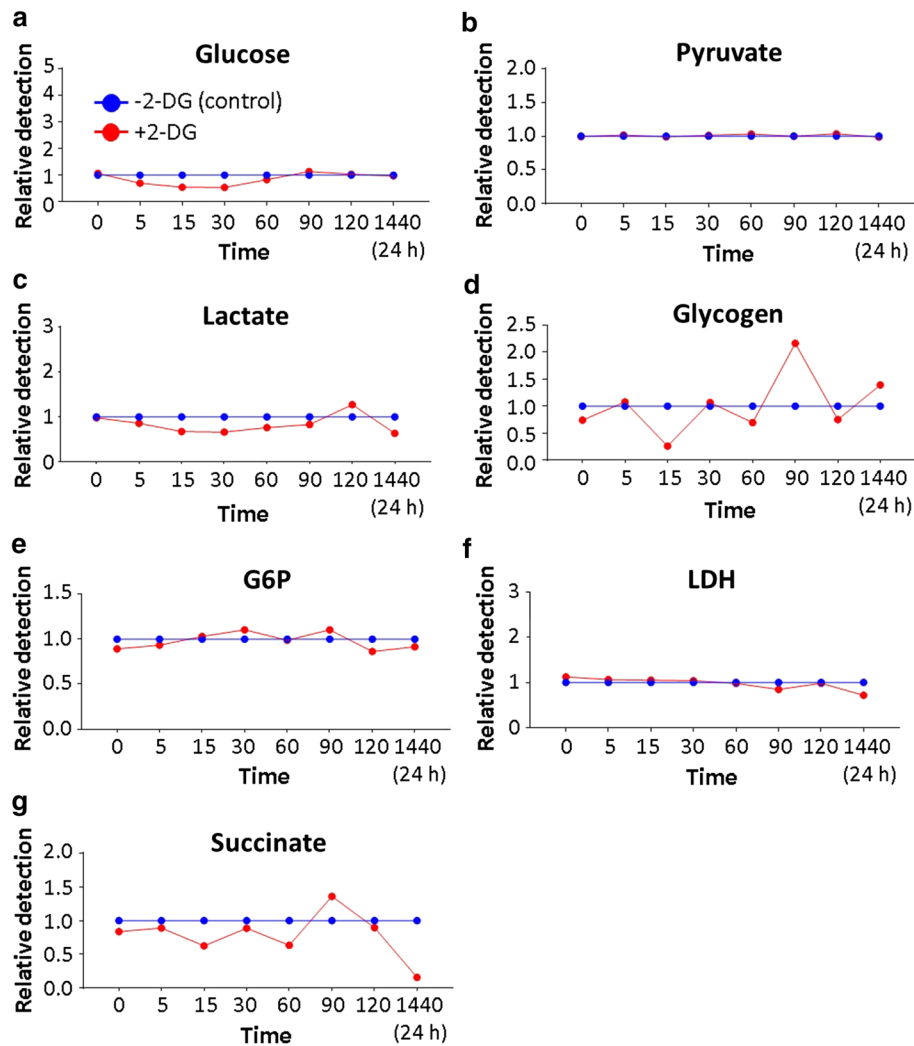 a
Glucose
Relative detection
5
4
3
2
1
0
-2-DG (control)
+2-DG
0 5 15 30 60 90 120 1440
(24 h)
Time
b
Pyruvate
Relative detection
2.0
1.5
1.0
0.5
0.0
0 5 15 30 60 90 120 1440
(24 h)
Time
c
Lactate
Relative detection
3
2
1
0
0 5 15 30 60 90 120 1440
(24 h)
Time
d
Glycogen
Relative detection
2.5
2.0
1.5
1.0
0.5
0.0
0 5 15 30 60 90 120 1440
(24 h)
Time
e
G6P
Relative detection
1.5
1.0
0.5
0.0
0 5 15 30 60 90 120 1440
(24 h)
Time
f
LDH
Relative detection
3
2
1
0
0 5 15 30 60 90 120 1440
(24 h)
Time
g
Succinate
Relative detection
2.0
1.5
1.0
0.5
0.0
0 5 15 30 60 90 120 1440
(24 h)
Time